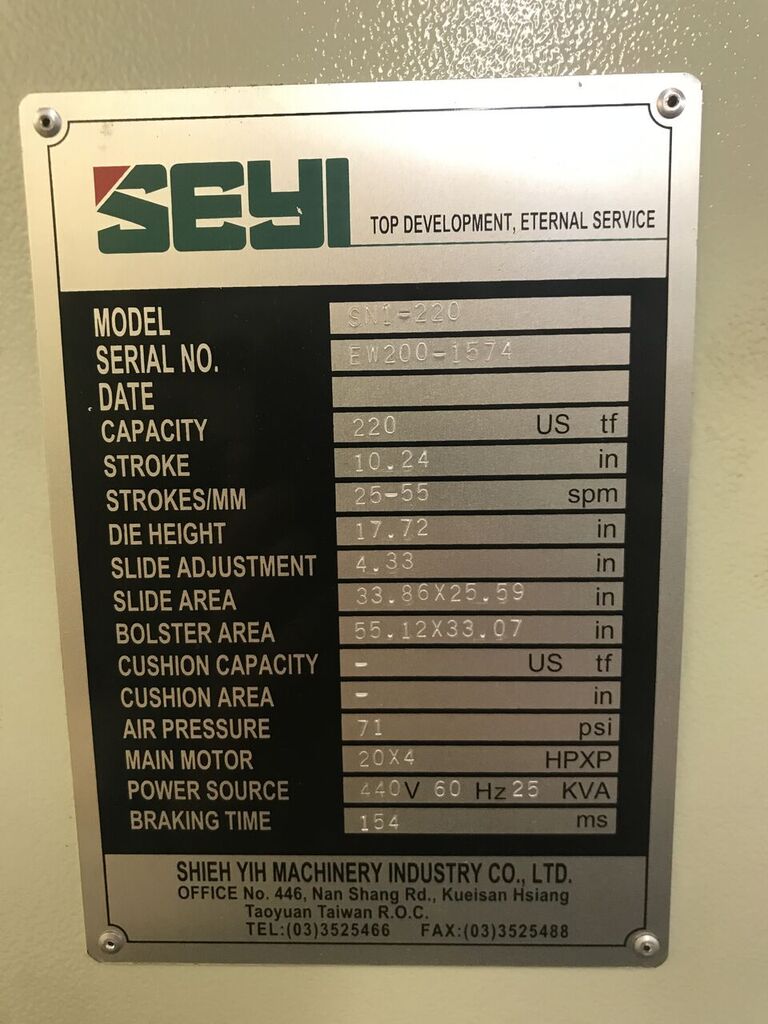 SEYI TOP DEVELOPMENT, ETERNAL SERVICE
MODEL SN1-220
SERIAL NO. EW200-1574
DATE
CAPACITY 220 US tf
STROKE 10.24 in
STROKES/MM 25-55 spm
DIE HEIGHT 17.72 in
SLIDE ADJUSTMENT 4.33 in
SLIDE AREA 33.86X25.59 in
BOLSTER AREA 55.12X33.07 in
CUSHION CAPACITY - US tf
CUSHION AREA - in
AIR PRESSURE 71 psi
MAIN MOTOR 20X4 HPXP
POWER SOURCE 440V 60 Hz 25 KVA
BRAKING TIME 154 ms
SHIEH YIH MACHINERY INDUSTRY CO., LTD.
OFFICE No. 446, Nan Shang Rd., Kueisan Hsiang
Taoyuan Taiwan R.O.C.
TEL:(03)3525466 FAX:(03)3525488